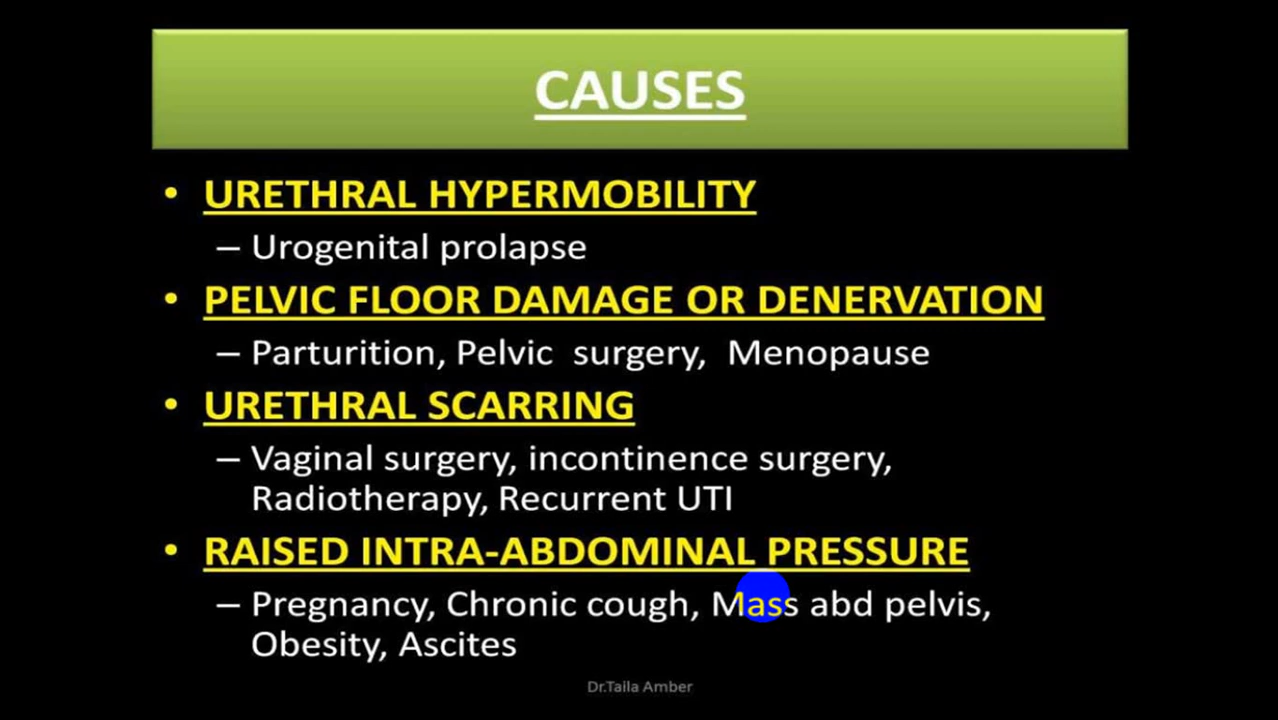 CAUSES
• URETHRAL HYPERMOBILITY
– Urogenital prolapse
• PELVIC FLOOR DAMAGE OR DENERVATION
– Parturition, Pelvic surgery, Menopause
• URETHRAL SCARRING
– Vaginal surgery, incontinence surgery,
Radiotherapy, Recurrent UTI
• RAISED INTRA-ABDOMINAL PRESSURE
– Pregnancy, Chronic cough, Mass abd pelvis,
Obesity, Ascites
Dr.Taila Amber